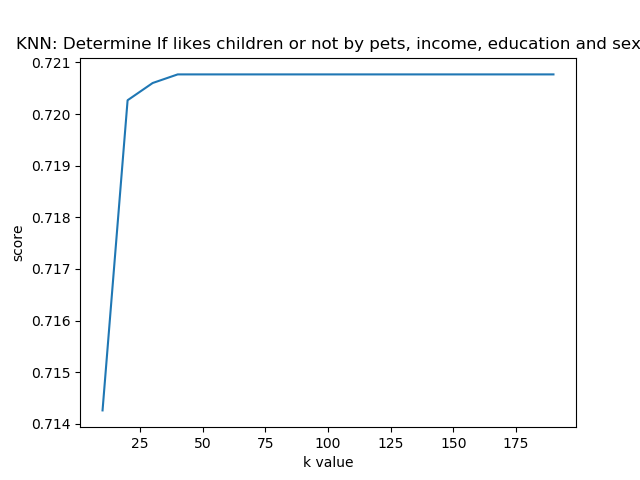 KNN: Determine If likes children or not by pets, income, education and sex
0.721
0.720
0.719
0.718
0.717
0.716
0.715
0.714
score
25 50 75 100 125 150 175
k value